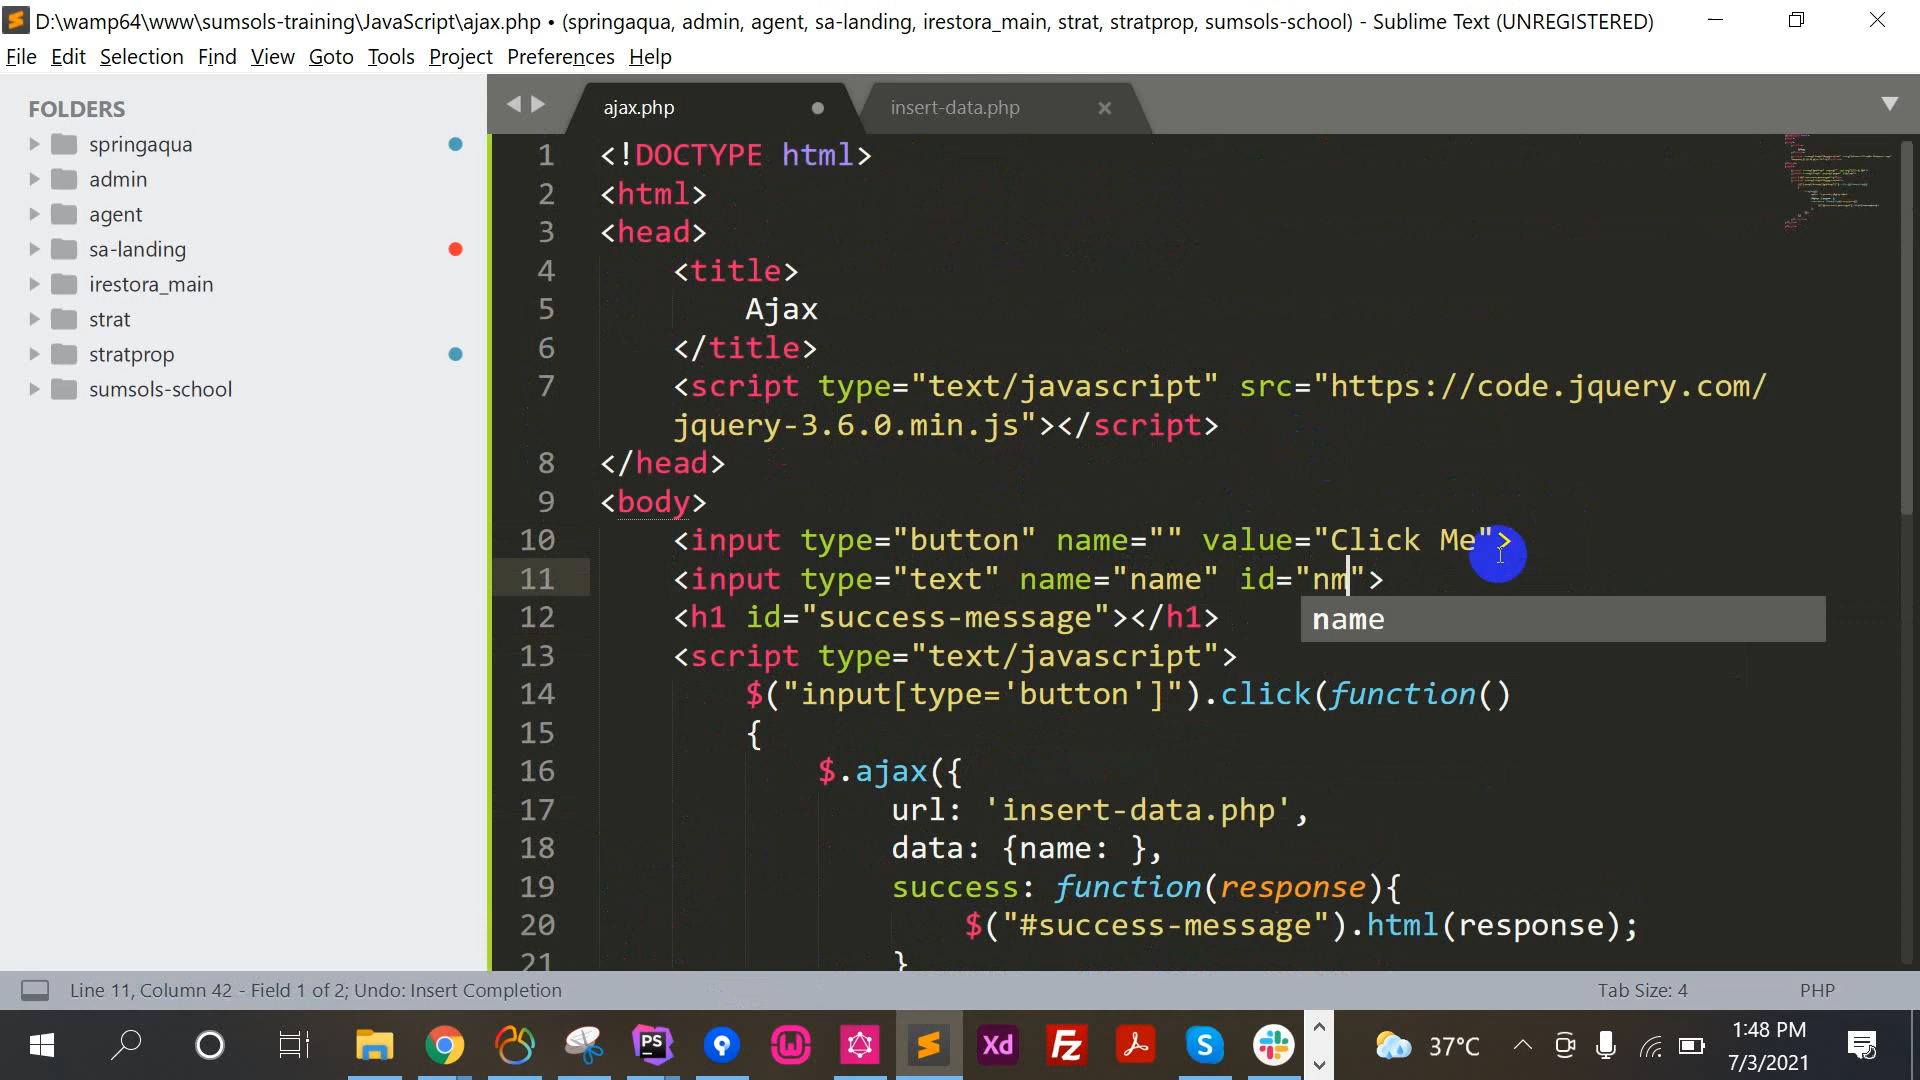 D:\wamp64\www\sumsols-training\JavaScript\ajax.php • (springaqua, admin, agent, sa-landing, irestora_main, strat, stratprop, sumsols-school) - Sublime Text (UNREGISTERED)
File Edit Selection Find View Goto Tools Project Preferences Help
FOLDERS
springaqua
admin
agent
sa-landing
irestora_main
strat
stratprop
sumsols-school
ajax.php
insert-data.php
1 <!DOCTYPE html>
2 <html>
3 <head>
4 <title>
5 Ajax
6 </title>
7 <script type="text/javascript" src="https://code.jquery.com/
jquery-3.6.0.min.js"></script>
8 </head>
9 <body>
10 <input type="button" name="" value="Click Me">
11 <input type="text" name="name" id="nm">
name
12 <h1 id="success-message"></h1>
13 <script type="text/javascript">
14 $("input[type='button']").click(function()
15 {
16 $.ajax({
17 url: 'insert-data.php',
18 data: {name: },
19 success: function(response){
20 $("#success-message").html(response);
21 }
Line 11, Column 42 - Field 1 of 2; Undo: Insert Completion
Tab Size: 4
PHP
PS
Xd
Fz
S
37°C
1:48 PM
7/3/2021